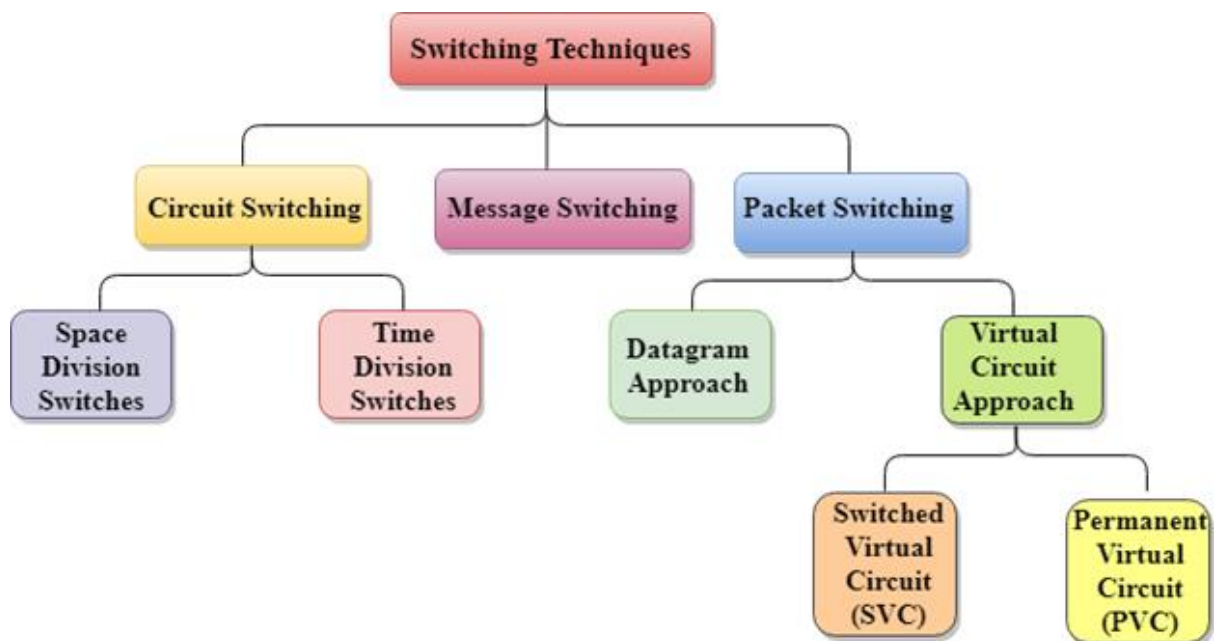 Switching Techniques
Circuit Switching
Message Switching
Packet Switching
Space
Division
Switches
Time
Division
Switches
Datagram
Approach
Virtual
Circuit
Approach
Switched
Virtual
Circuit
(SVC)
Permanent
Virtual
Circuit
(PVC)